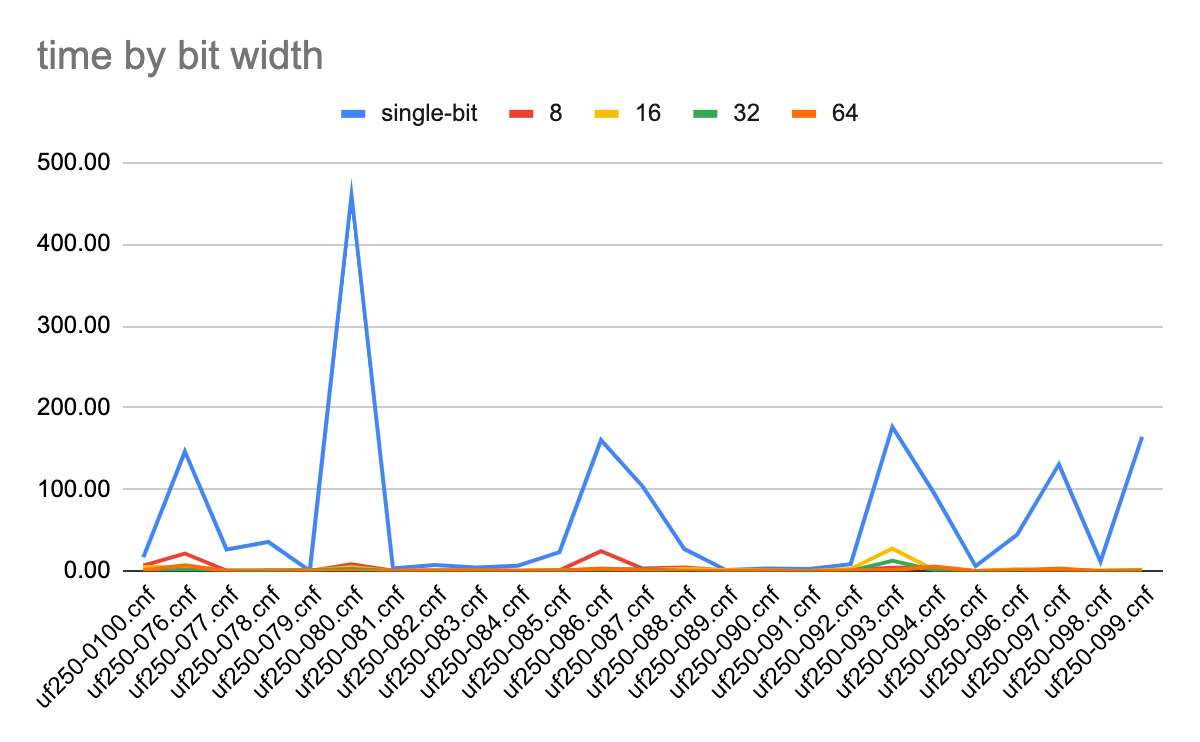 time by bit width
single-bit 8 16 32 64
500.00
400.00
300.00
200.00
100.00
0.00
uf250-0100.cnf
uf250-076.cnf
uf250-077.cnf
uf250-078.cnf
uf250-079.cnf
uf250-080.cnf
uf250-081.cnf
uf250-082.cnf
uf250-083.cnf
uf250-084.cnf
uf250-085.cnf
uf250-086.cnf
uf250-087.cnf
uf250-088.cnf
uf250-089.cnf
uf250-090.cnf
uf250-091.cnf
uf250-092.cnf
uf250-093.cnf
uf250-094.cnf
uf250-095.cnf
uf250-096.cnf
uf250-097.cnf
uf250-098.cnf
uf250-099.cnf